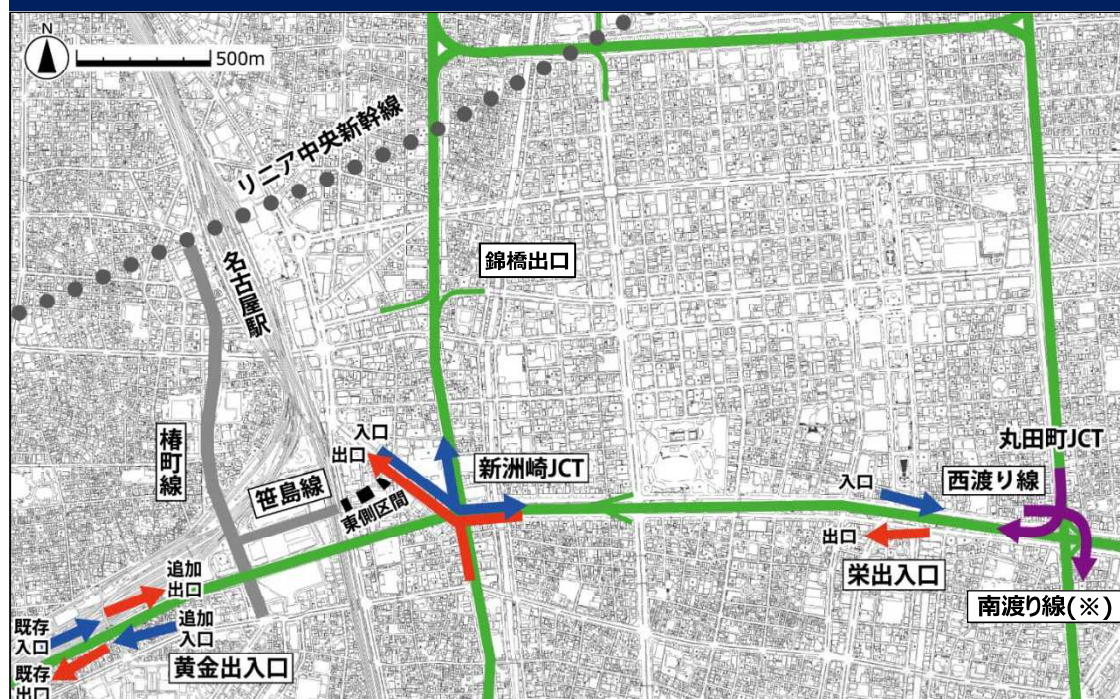 N
500m
リニア中央新幹線
名古屋駅
錦橋出口
椿町線
笹島線
東側区間
入口
出口
新洲崎JCT
丸田町JCT
西渡り線
入口
出口
栄出入口
南渡り線(※)
追加
出口
既存
入口
追加
入口
既存
出口
黄金出入口